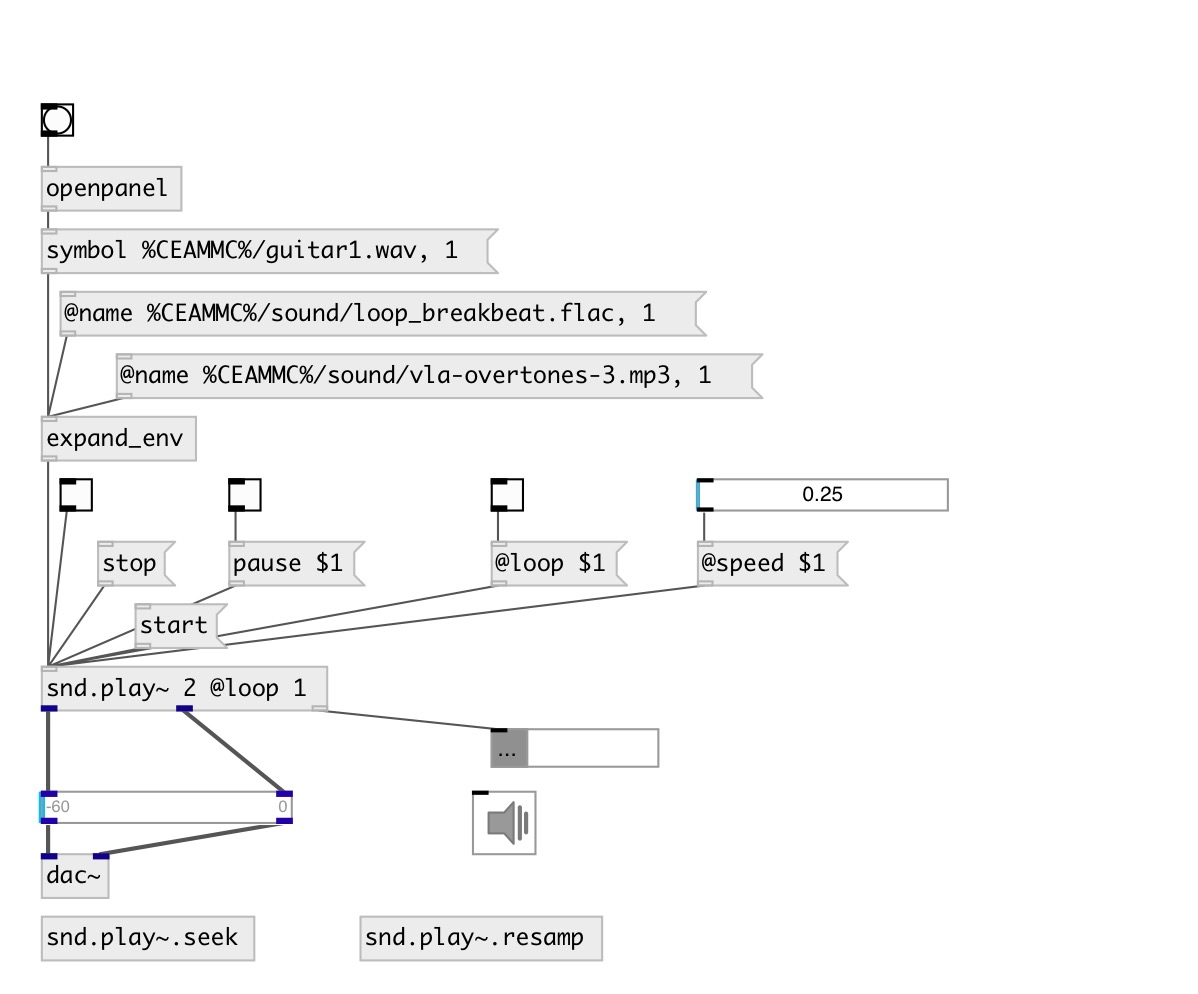 openpanel
symbol %CEAMMC%/guitar1.wav, 1
@name %CEAMMC%/sound/loop_breakbeat.flac, 1
@name %CEAMMC%/sound/vla-overtones-3.mp3, 1
expand_env
0.25
stop
pause $1
@loop $1
@speed $1
start
snd.play~ 2 @loop 1
...
-60
0
dac~
snd.play~.seek
snd.play~.resamp